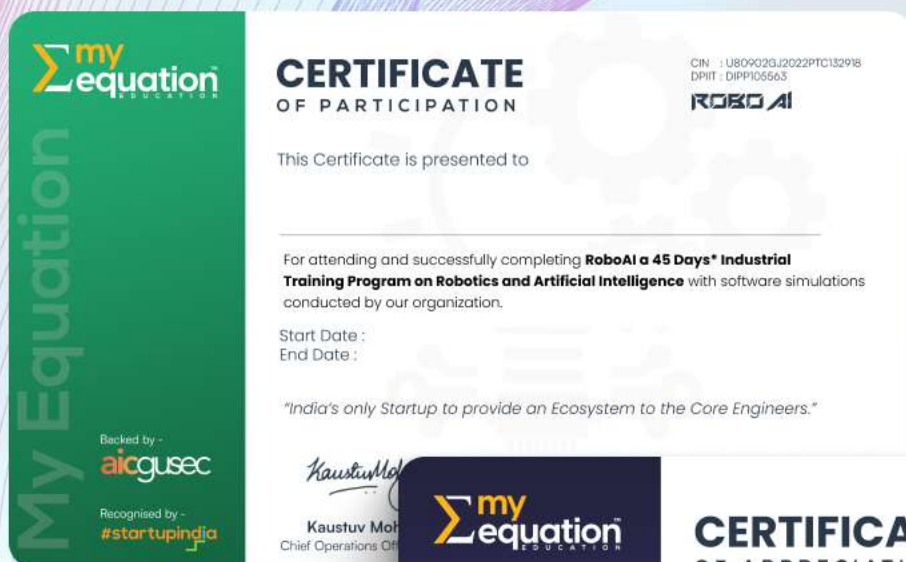 my
equation
EDUCATION
My Equation
Backed by -
aicgusec
Recognised by -
#startupindia
CERTIFICATE
OF PARTICIPATION
CIN : U80902GJ2022PTC132918
DPIIT : DIPP105563
ROBO AI
This Certificate is presented to
For attending and successfully completing RoboAI a 45 Days* Industrial
Training Program on Robotics and Artificial Intelligence with software simulations
conducted by our organization.
Start Date :
End Date :
“India's only Startup to provide an Ecosystem to the Core Engineers.”
Kaustuv
Chief Operations
my
equation
EDUCATION